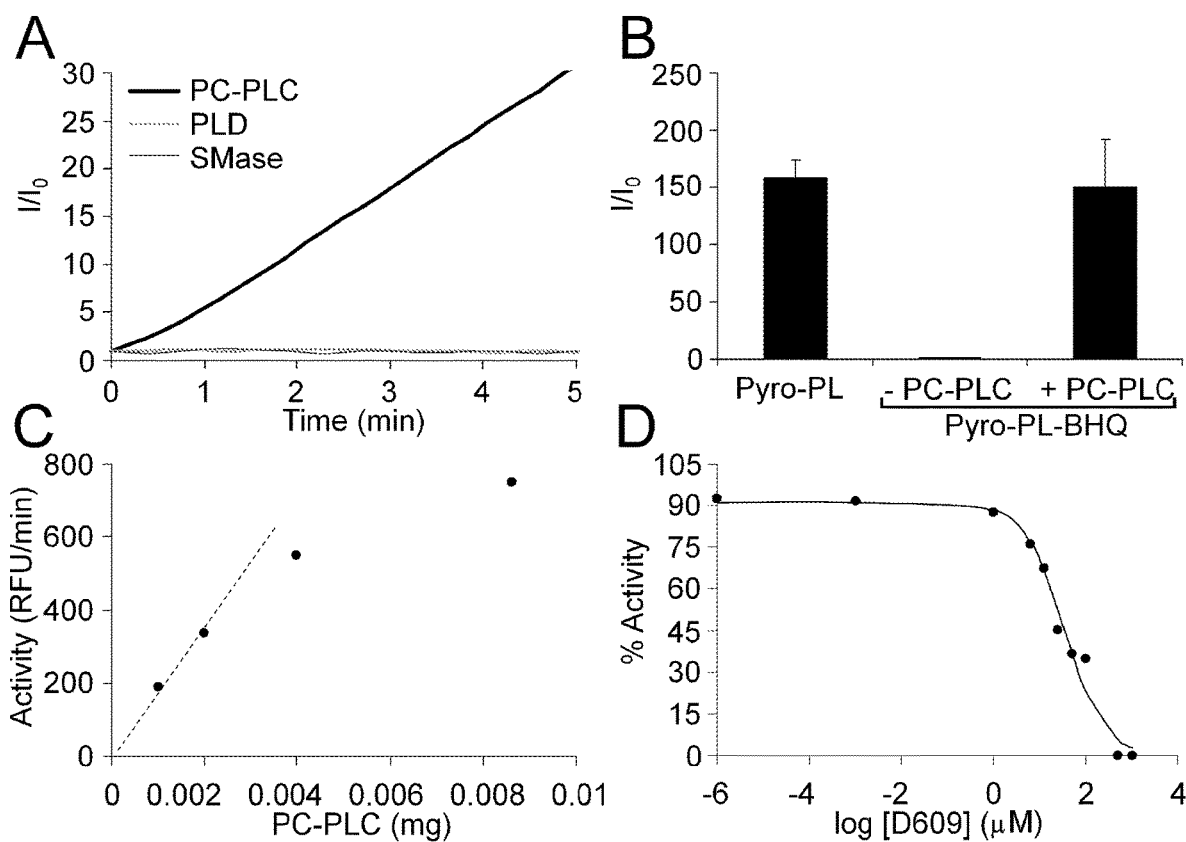 A
I/I0
30
25
20
15
10
5
0
PC-PLC
PLD
SMase
0 1 2 3 4 5
Time (min)
B
I/I0
250
200
150
100
50
0
Pyro-PL
- PC-PLC + PC-PLC
Pyro-PL-BHQ
C
Activity (RFU/min)
800
600
400
200
0
0 0.002 0.004 0.006 0.008 0.01
PC-PLC (mg)
D
% Activity
105
90
75
60
45
30
15
0
-6 -4 -2 0 2 4
log [D609] (μM)